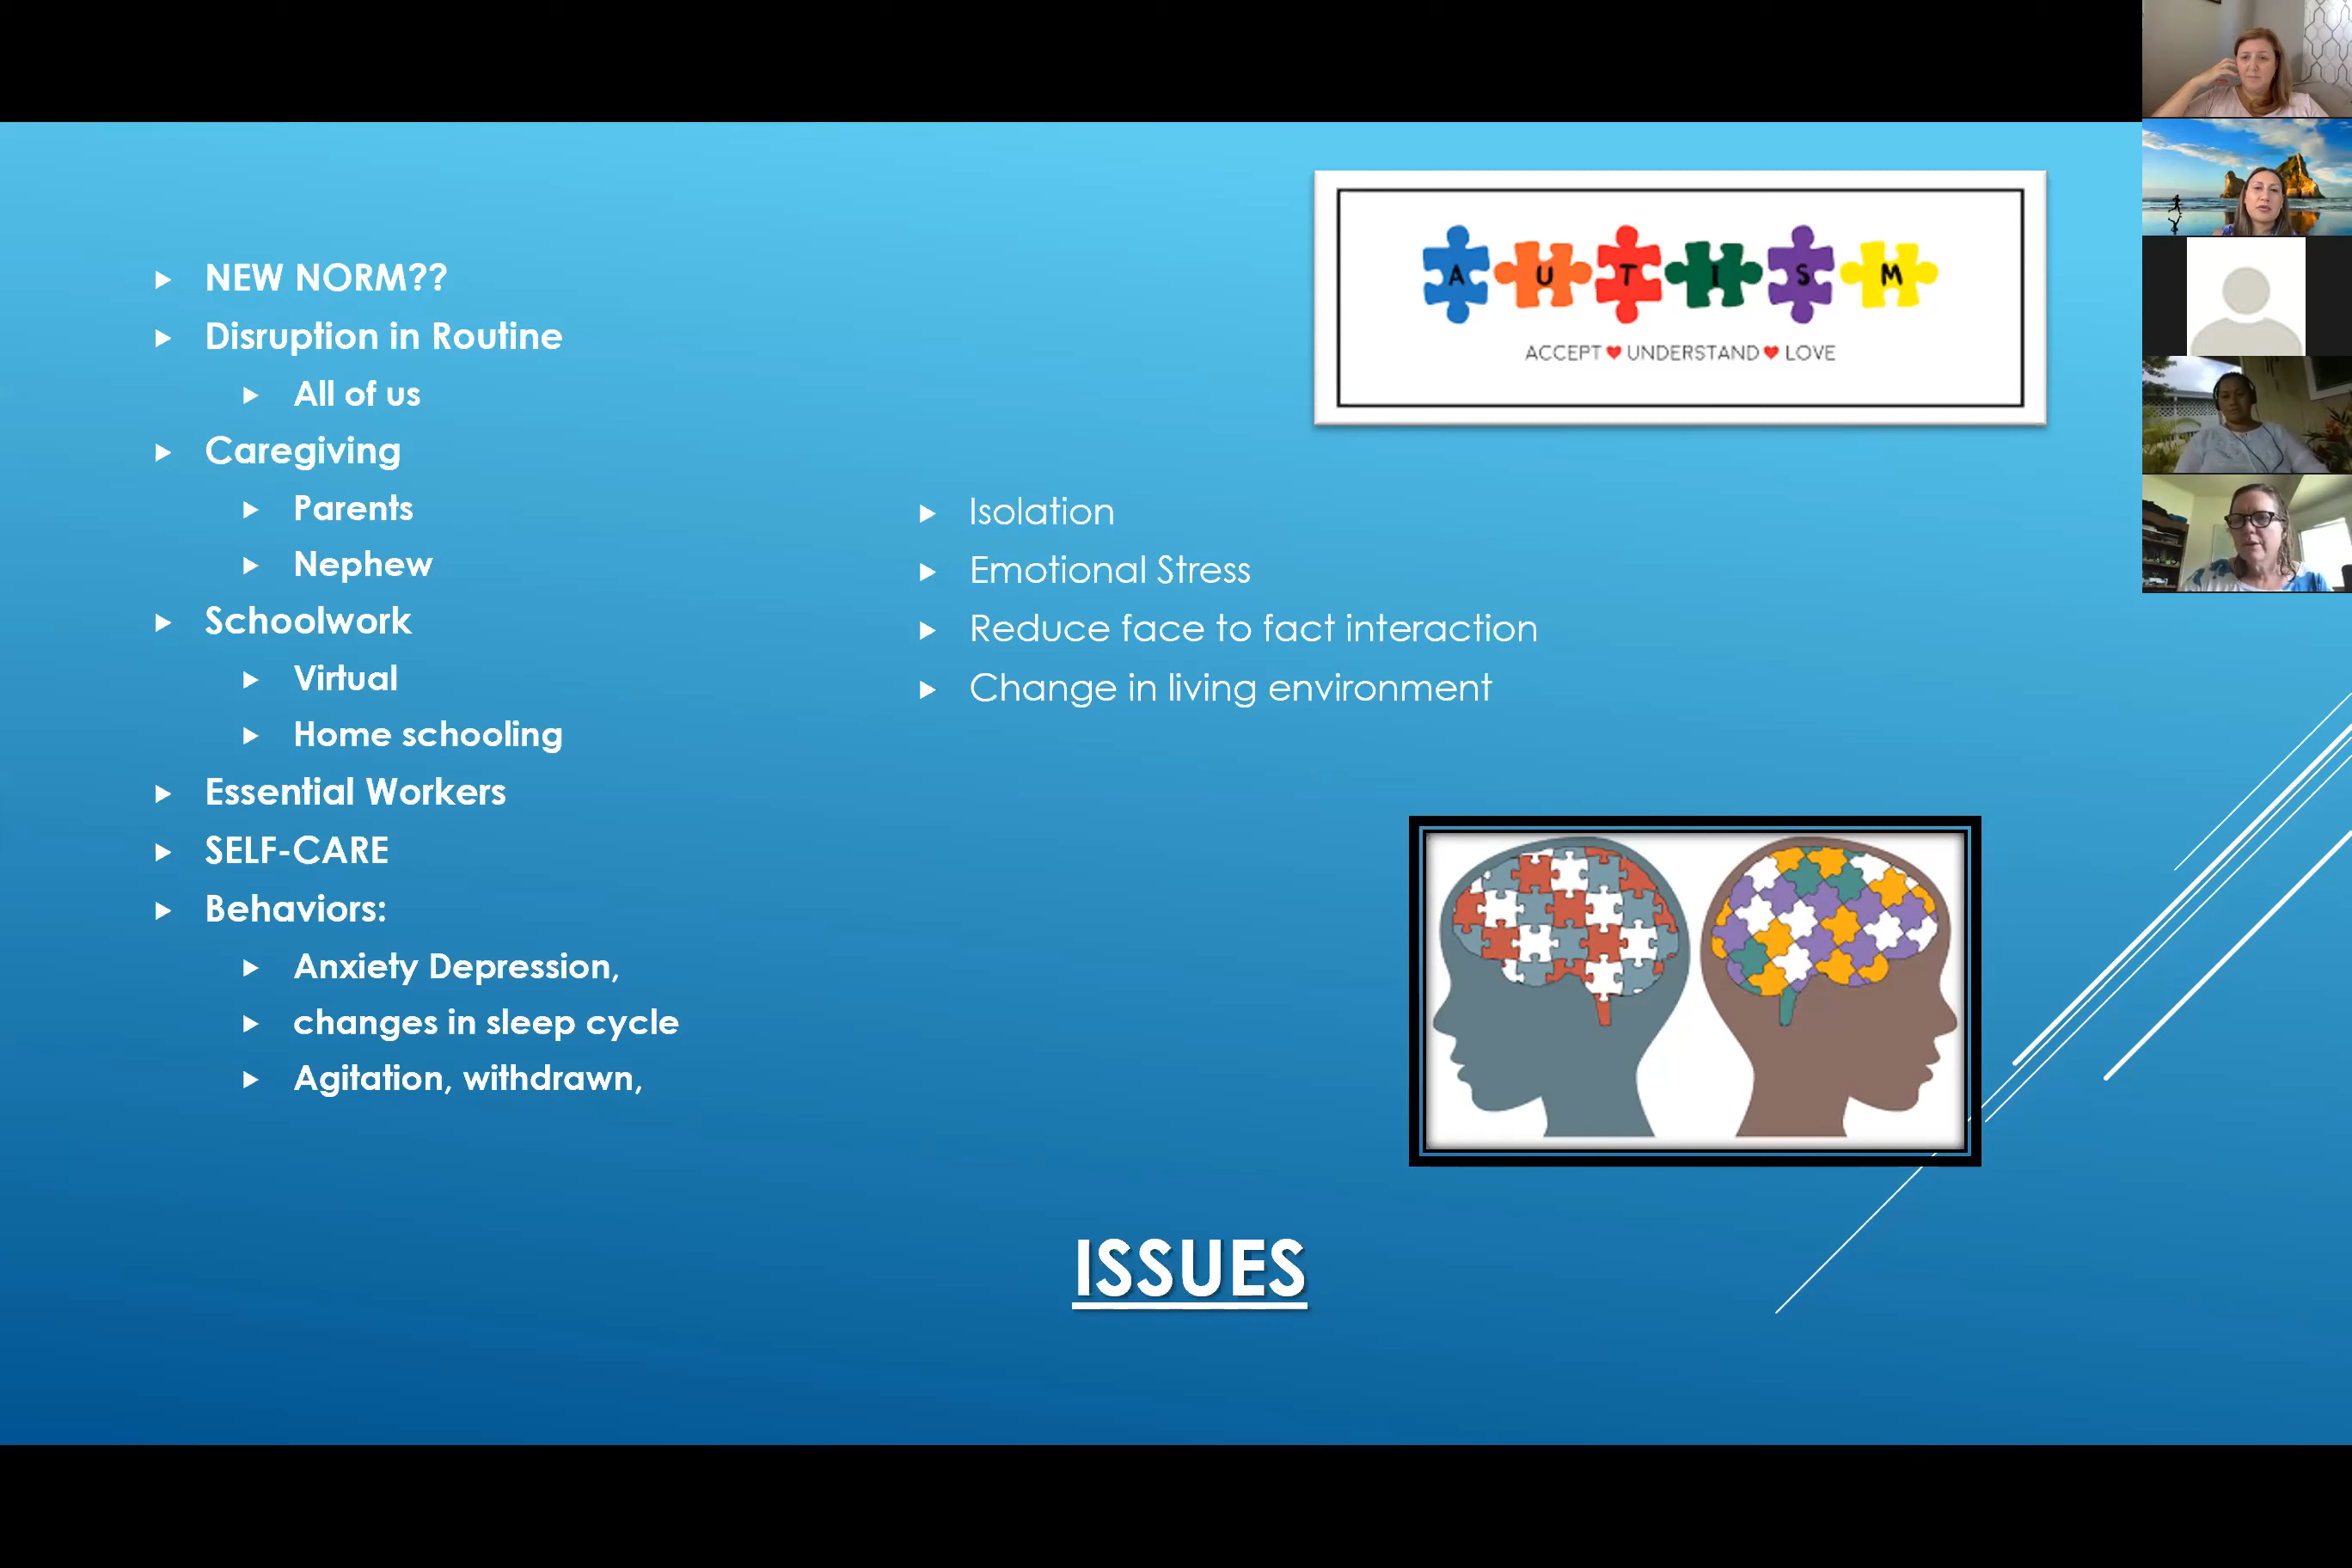 NEW NORM??
Disruption in Routine
All of us
Caregiving
Parents
Nephew
Schoolwork
Virtual
Home schooling
Essential Workers
SELF-CARE
Behaviors:
Anxiety Depression,
changes in sleep cycle
Agitation, withdrawn,
AUTISM
ACCEPT♥UNDERSTAND♥LOVE
Isolation
Emotional Stress
Reduce face to fact interaction
Change in living environment
ISSUES